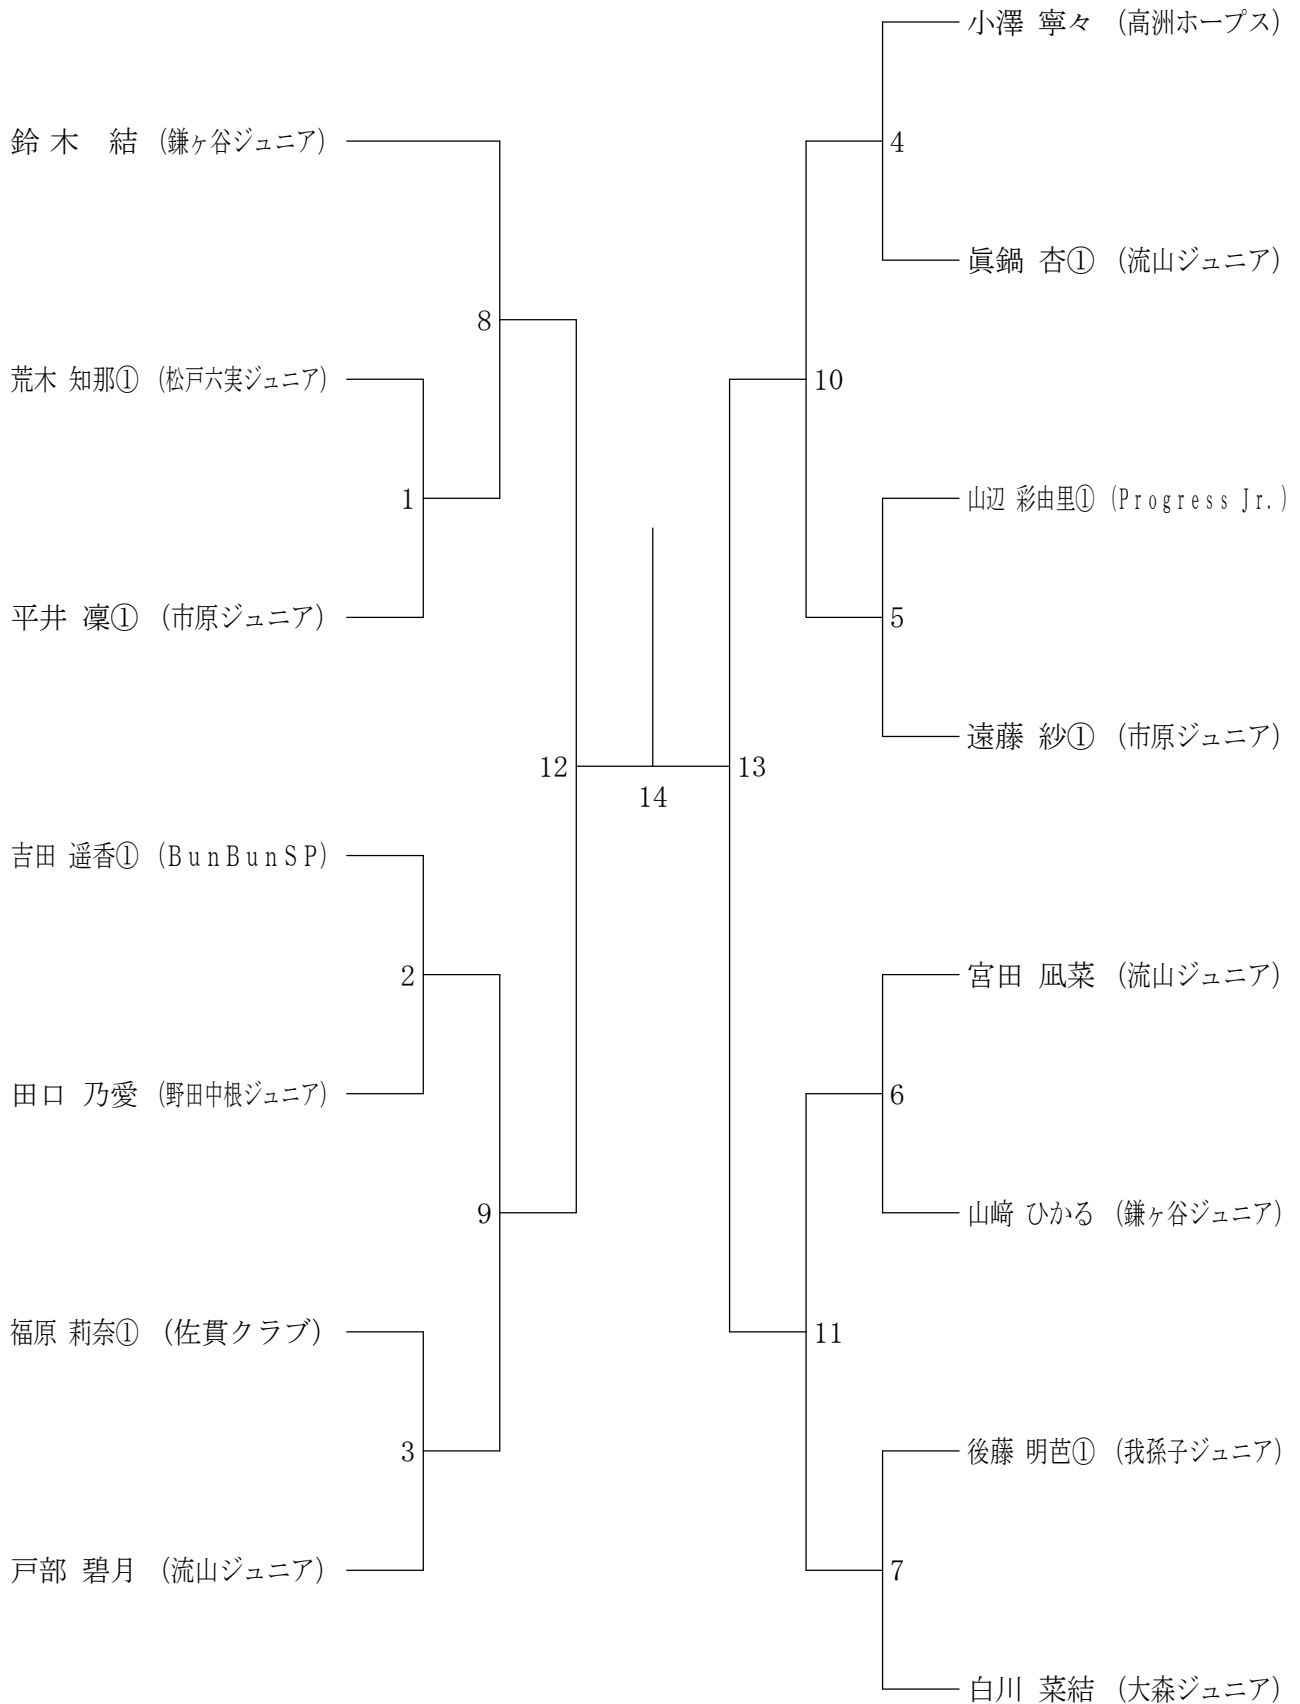 鈴木 結 (鎌ヶ谷ジュニア)
8
荒木 知那① (松戸六実ジュニア)
1
平井 凜① (市原ジュニア)
12
吉田 遥香① (BunBunSP)
2
田口 乃愛 (野田中根ジュニア)
9
福原 莉奈① (佐貫クラブ)
3
戸部 碧月 (流山ジュニア)
14
小澤 寧々 (高洲ホープス)
4
眞鍋 杏① (流山ジュニア)
10
山辺 彩由里① (Progress Jr.)
5
遠藤 紗① (市原ジュニア)
13
宮田 凪菜 (流山ジュニア)
6
山﨑 ひかる (鎌ヶ谷ジュニア)
11
後藤 明芭① (我孫子ジュニア)
7
白川 菜結 (大森ジュニア)